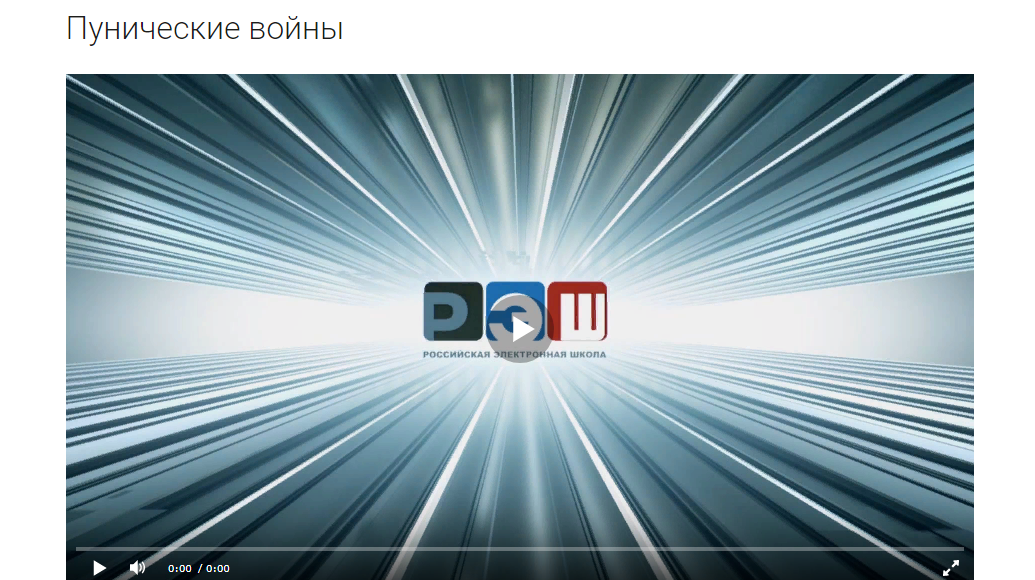 Пунические войны
РЭШ
РОССИЙСКАЯ ЭЛЕКТРОННАЯ ШКОЛА
0:00 / 0:00